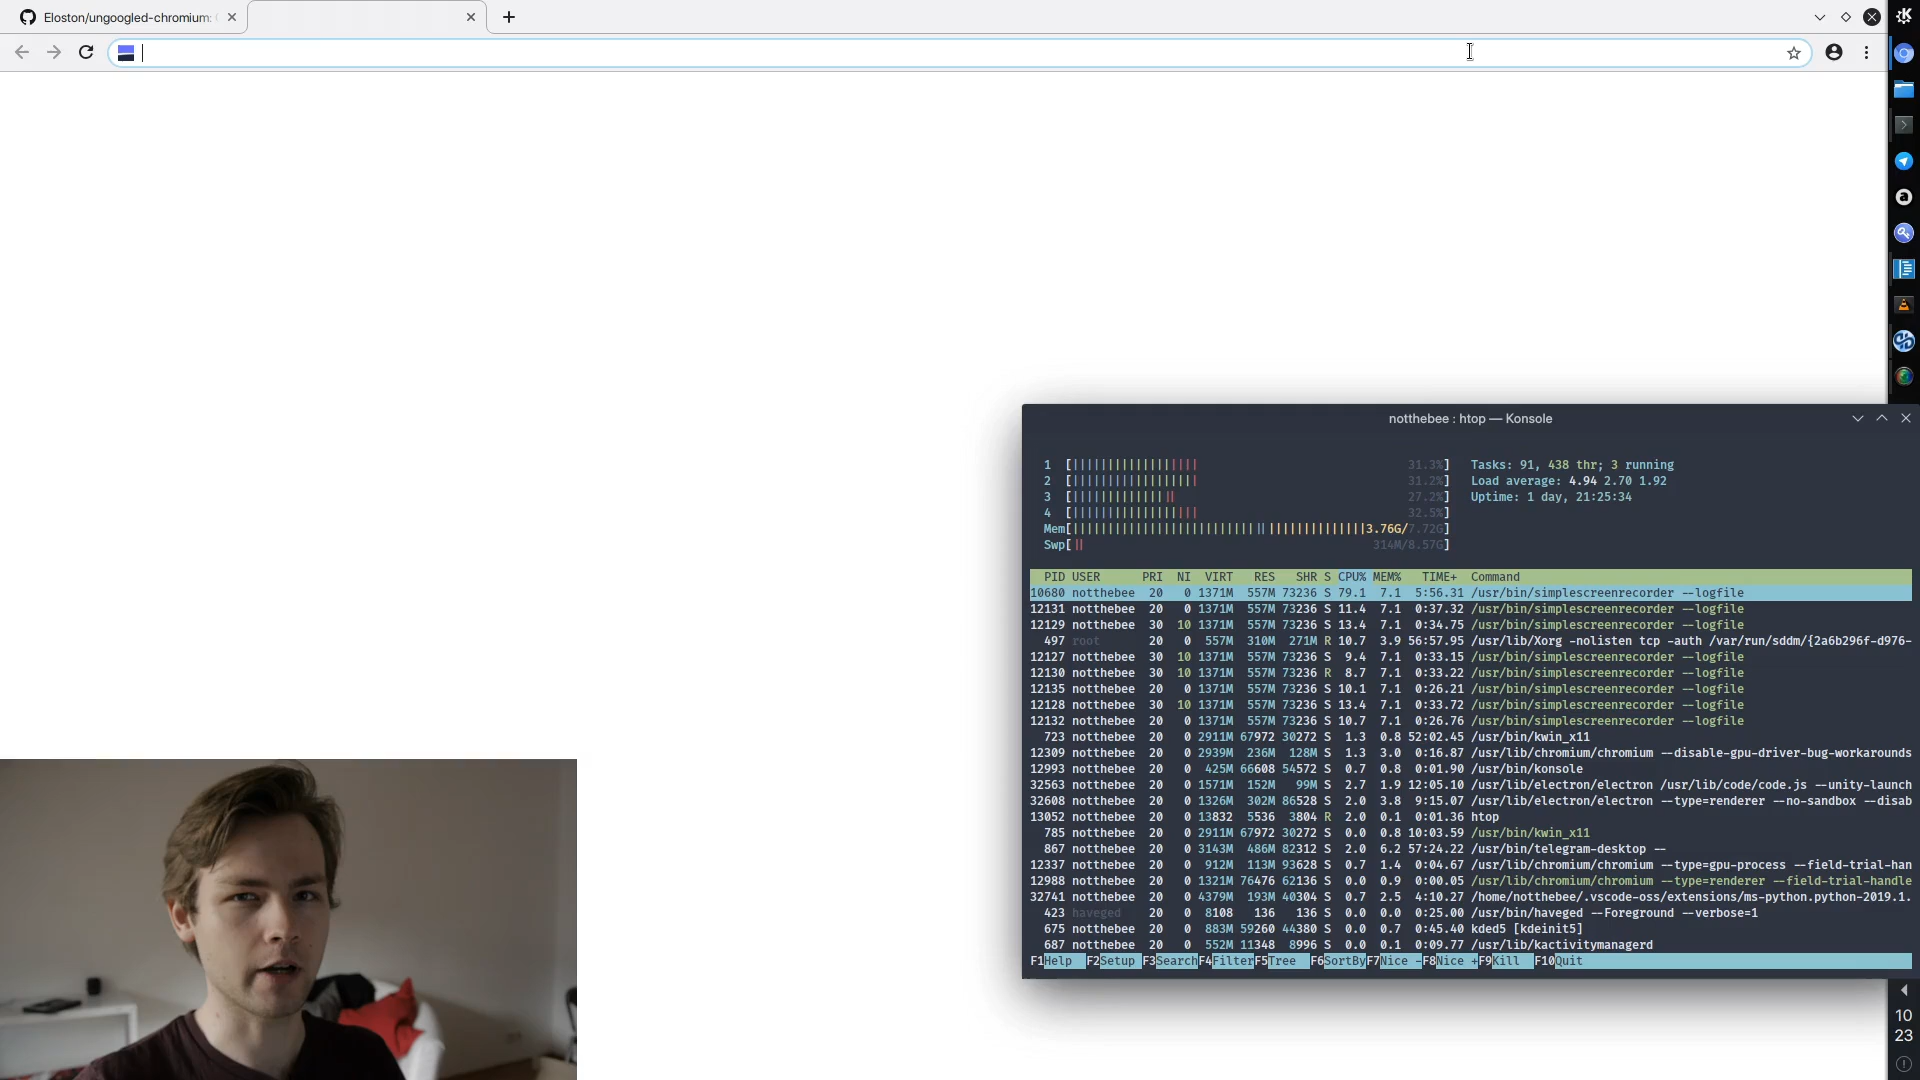 Eloston/ungoogled-chromium:
notthebee : htop — Konsole
1 [ 31.3%] Tasks: 91, 438 thr; 3 running
2 [ 31.2%] Load average: 4.94 2.70 1.92
3 [ 27.2%] Uptime: 1 day, 21:25:34
4 [ 32.5%]
Mem[ 3.76G/7.72G]
Swp[ 314M/8.57G]
PID USER PRI NI VIRT RES SHR S CPU% MEM% TIME+ Command
10680 notthebee 20 0 1371M 557M 73236 S 79.1 7.1 5:56.31 /usr/bin/simplescreenrecorder --logfile
12131 notthebee 20 0 1371M 557M 73236 S 11.4 7.1 0:37.32 /usr/bin/simplescreenrecorder --logfile
12129 notthebee 30 10 1371M 557M 73236 S 13.4 7.1 0:34.75 /usr/bin/simplescreenrecorder --logfile
497 root 20 0 557M 310M 271M R 10.7 3.9 56:57.95 /usr/lib/Xorg -nolisten tcp -auth /var/run/sddm/{2a6b296f-d976-
12127 notthebee 30 10 1371M 557M 73236 S 9.4 7.1 0:33.15 /usr/bin/simplescreenrecorder --logfile
12130 notthebee 30 10 1371M 557M 73236 R 8.7 7.1 0:33.22 /usr/bin/simplescreenrecorder --logfile
12135 notthebee 20 0 1371M 557M 73236 S 10.1 7.1 0:26.21 /usr/bin/simplescreenrecorder --logfile
12128 notthebee 30 10 1371M 557M 73236 S 13.4 7.1 0:33.72 /usr/bin/simplescreenrecorder --logfile
12132 notthebee 20 0 1371M 557M 73236 S 10.7 7.1 0:26.76 /usr/bin/simplescreenrecorder --logfile
723 notthebee 20 0 2911M 67972 30272 S 1.3 0.8 52:02.45 /usr/bin/kwin_x11
12309 notthebee 20 0 2939M 236M 128M S 1.3 3.0 0:16.87 /usr/lib/chromium/chromium --disable-gpu-driver-bug-workarounds
12993 notthebee 20 0 425M 66608 54572 S 0.7 0.8 0:01.90 /usr/bin/konsole
32563 notthebee 20 0 1571M 152M 99M S 2.7 1.9 12:05.10 /usr/lib/electron/electron /usr/lib/code/code.js --unity-launch
32608 notthebee 20 0 1326M 302M 86528 S 2.0 3.8 9:15.07 /usr/lib/electron/electron --type=renderer --no-sandbox --disab
13052 notthebee 20 0 13832 5536 3804 R 2.0 0.1 0:01.36 htop
785 notthebee 20 0 2911M 67972 30272 S 0.0 0.8 10:03.59 /usr/bin/kwin_x11
867 notthebee 20 0 3143M 486M 82312 S 2.0 6.2 57:24.22 /usr/bin/telegram-desktop --
12337 notthebee 20 0 912M 113M 93628 S 0.7 1.4 0:04.67 /usr/lib/chromium/chromium --type=gpu-process --field-trial-han
12988 notthebee 20 0 1321M 76476 62136 S 0.0 0.9 0:00.05 /usr/lib/chromium/chromium --type=renderer --field-trial-handle
32741 notthebee 20 0 4379M 193M 40304 S 0.7 2.5 4:10.27 /home/notthebee/.vscode-oss/extensions/ms-python.python-2019.1.
423 haveged 20 0 8108 136 136 S 0.0 0.0 0:25.00 /usr/bin/haveged --Foreground --verbose=1
675 notthebee 20 0 883M 59260 44380 S 0.0 0.7 0:45.40 kded5 [kdeinit5]
687 notthebee 20 0 552M 11348 8996 S 0.0 0.1 0:09.77 /usr/lib/kactivitymanagerd
F1Help F2Setup F3SearchF4FilterF5Tree F6SortByF7Nice -F8Nice +F9Kill F10Quit
10
23